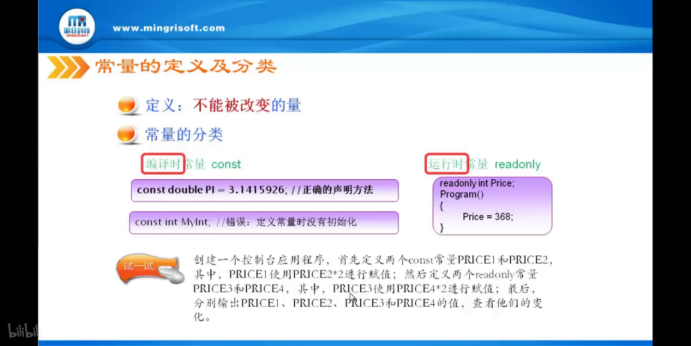 明日科技
MINGRISOFT
www.mingrisoft.com
常量的定义及分类
定义：不能被改变的量
常量的分类
编译时常量 const
运行时常量 readonly
const double PI = 3.1415926; //正确的声明方法
const int MyInt; //错误：定义常量时没有初始化
readonly int Price;
Program()
{
Price = 368;
}
试一试
创建一个控制台应用程序，首先定义两个const常量PRICE1和PRICE2，
其中，PRICE1使用PRICE2*2进行赋值；然后定义两个readonly常量
PRICE3和PRICE4，其中，PRICE3使用PRICE4*2进行赋值；最后，
分别输出PRICE1、PRICE2、PRICE3和PRICE4的值，查看他们的变
化。